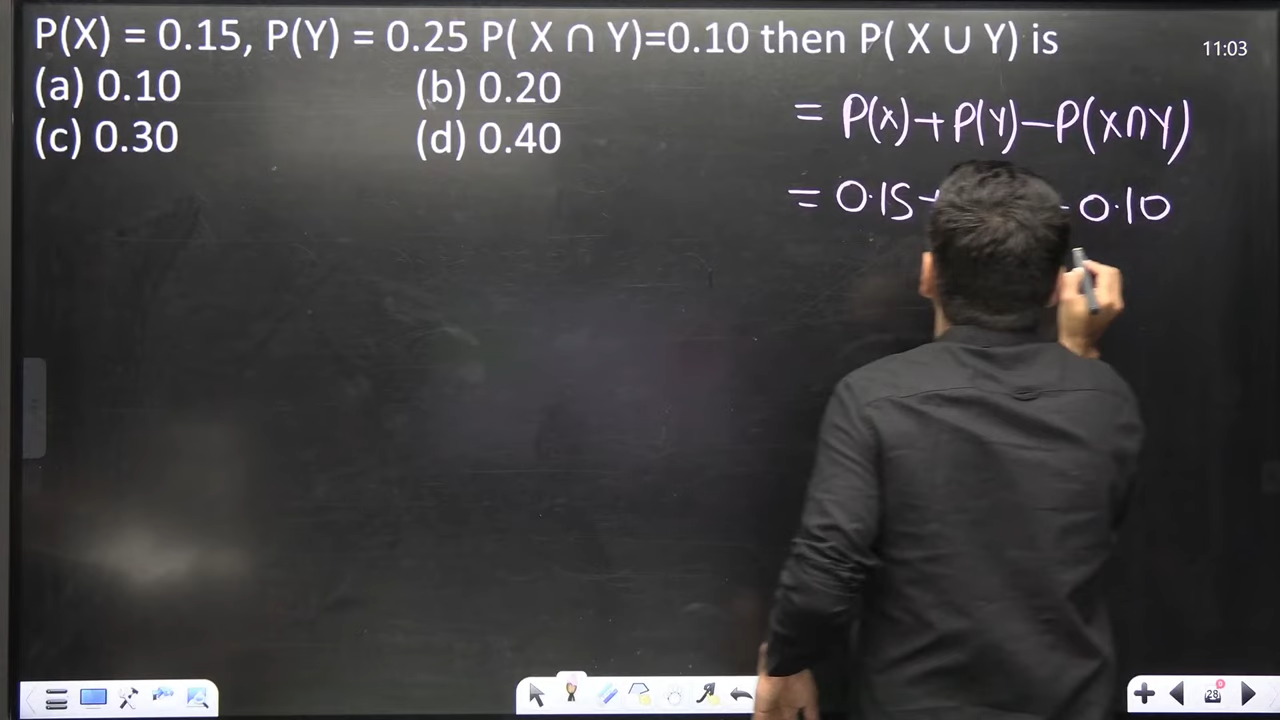 P(X) = 0.15, P(Y) = 0.25 P( X ∩ Y)=0.10 then P( X ∪ Y) is
11:03
(a) 0.10 (b) 0.20
(c) 0.30 (d) 0.40
= P(X)+P(Y)-P(X∩Y)
= 0.15+ - 0.10
28